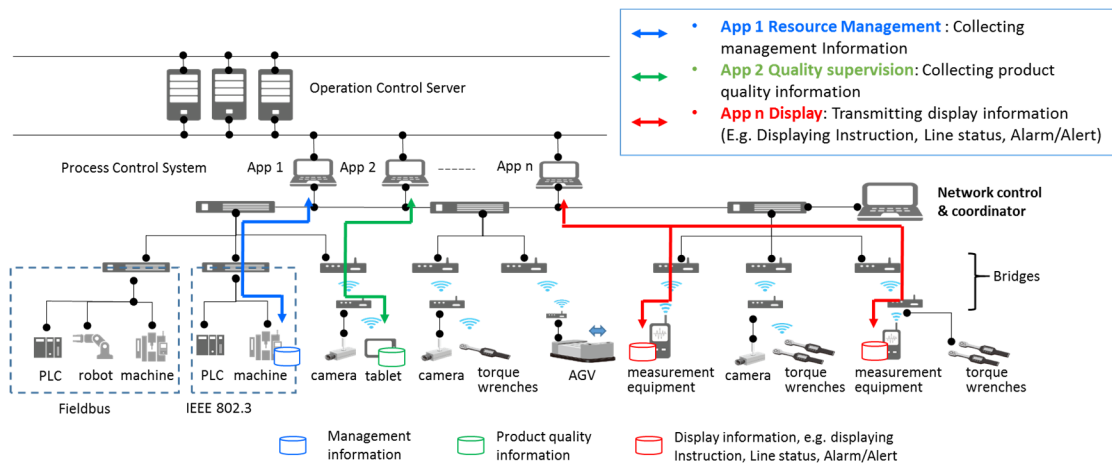 • App 1 Resource Management : Collecting
management Information
• App 2 Quality supervision: Collecting product
quality information
• App n Display: Transmitting display information
(E.g. Displaying Instruction, Line status, Alarm/Alert)
Operation Control Server
Process Control System
App 1
App 2
App n
Network control
& coordinator
Bridges
PLC
robot
machine
PLC
machine
camera
tablet
camera
torque
wrenches
AGV
measurement
equipment
camera
torque
wrenches
measurement
equipment
torque
wrenches
Fieldbus
IEEE 802.3
Management
information
Product quality
information
Display information, e.g. displaying
Instruction, Line status, Alarm/Alert